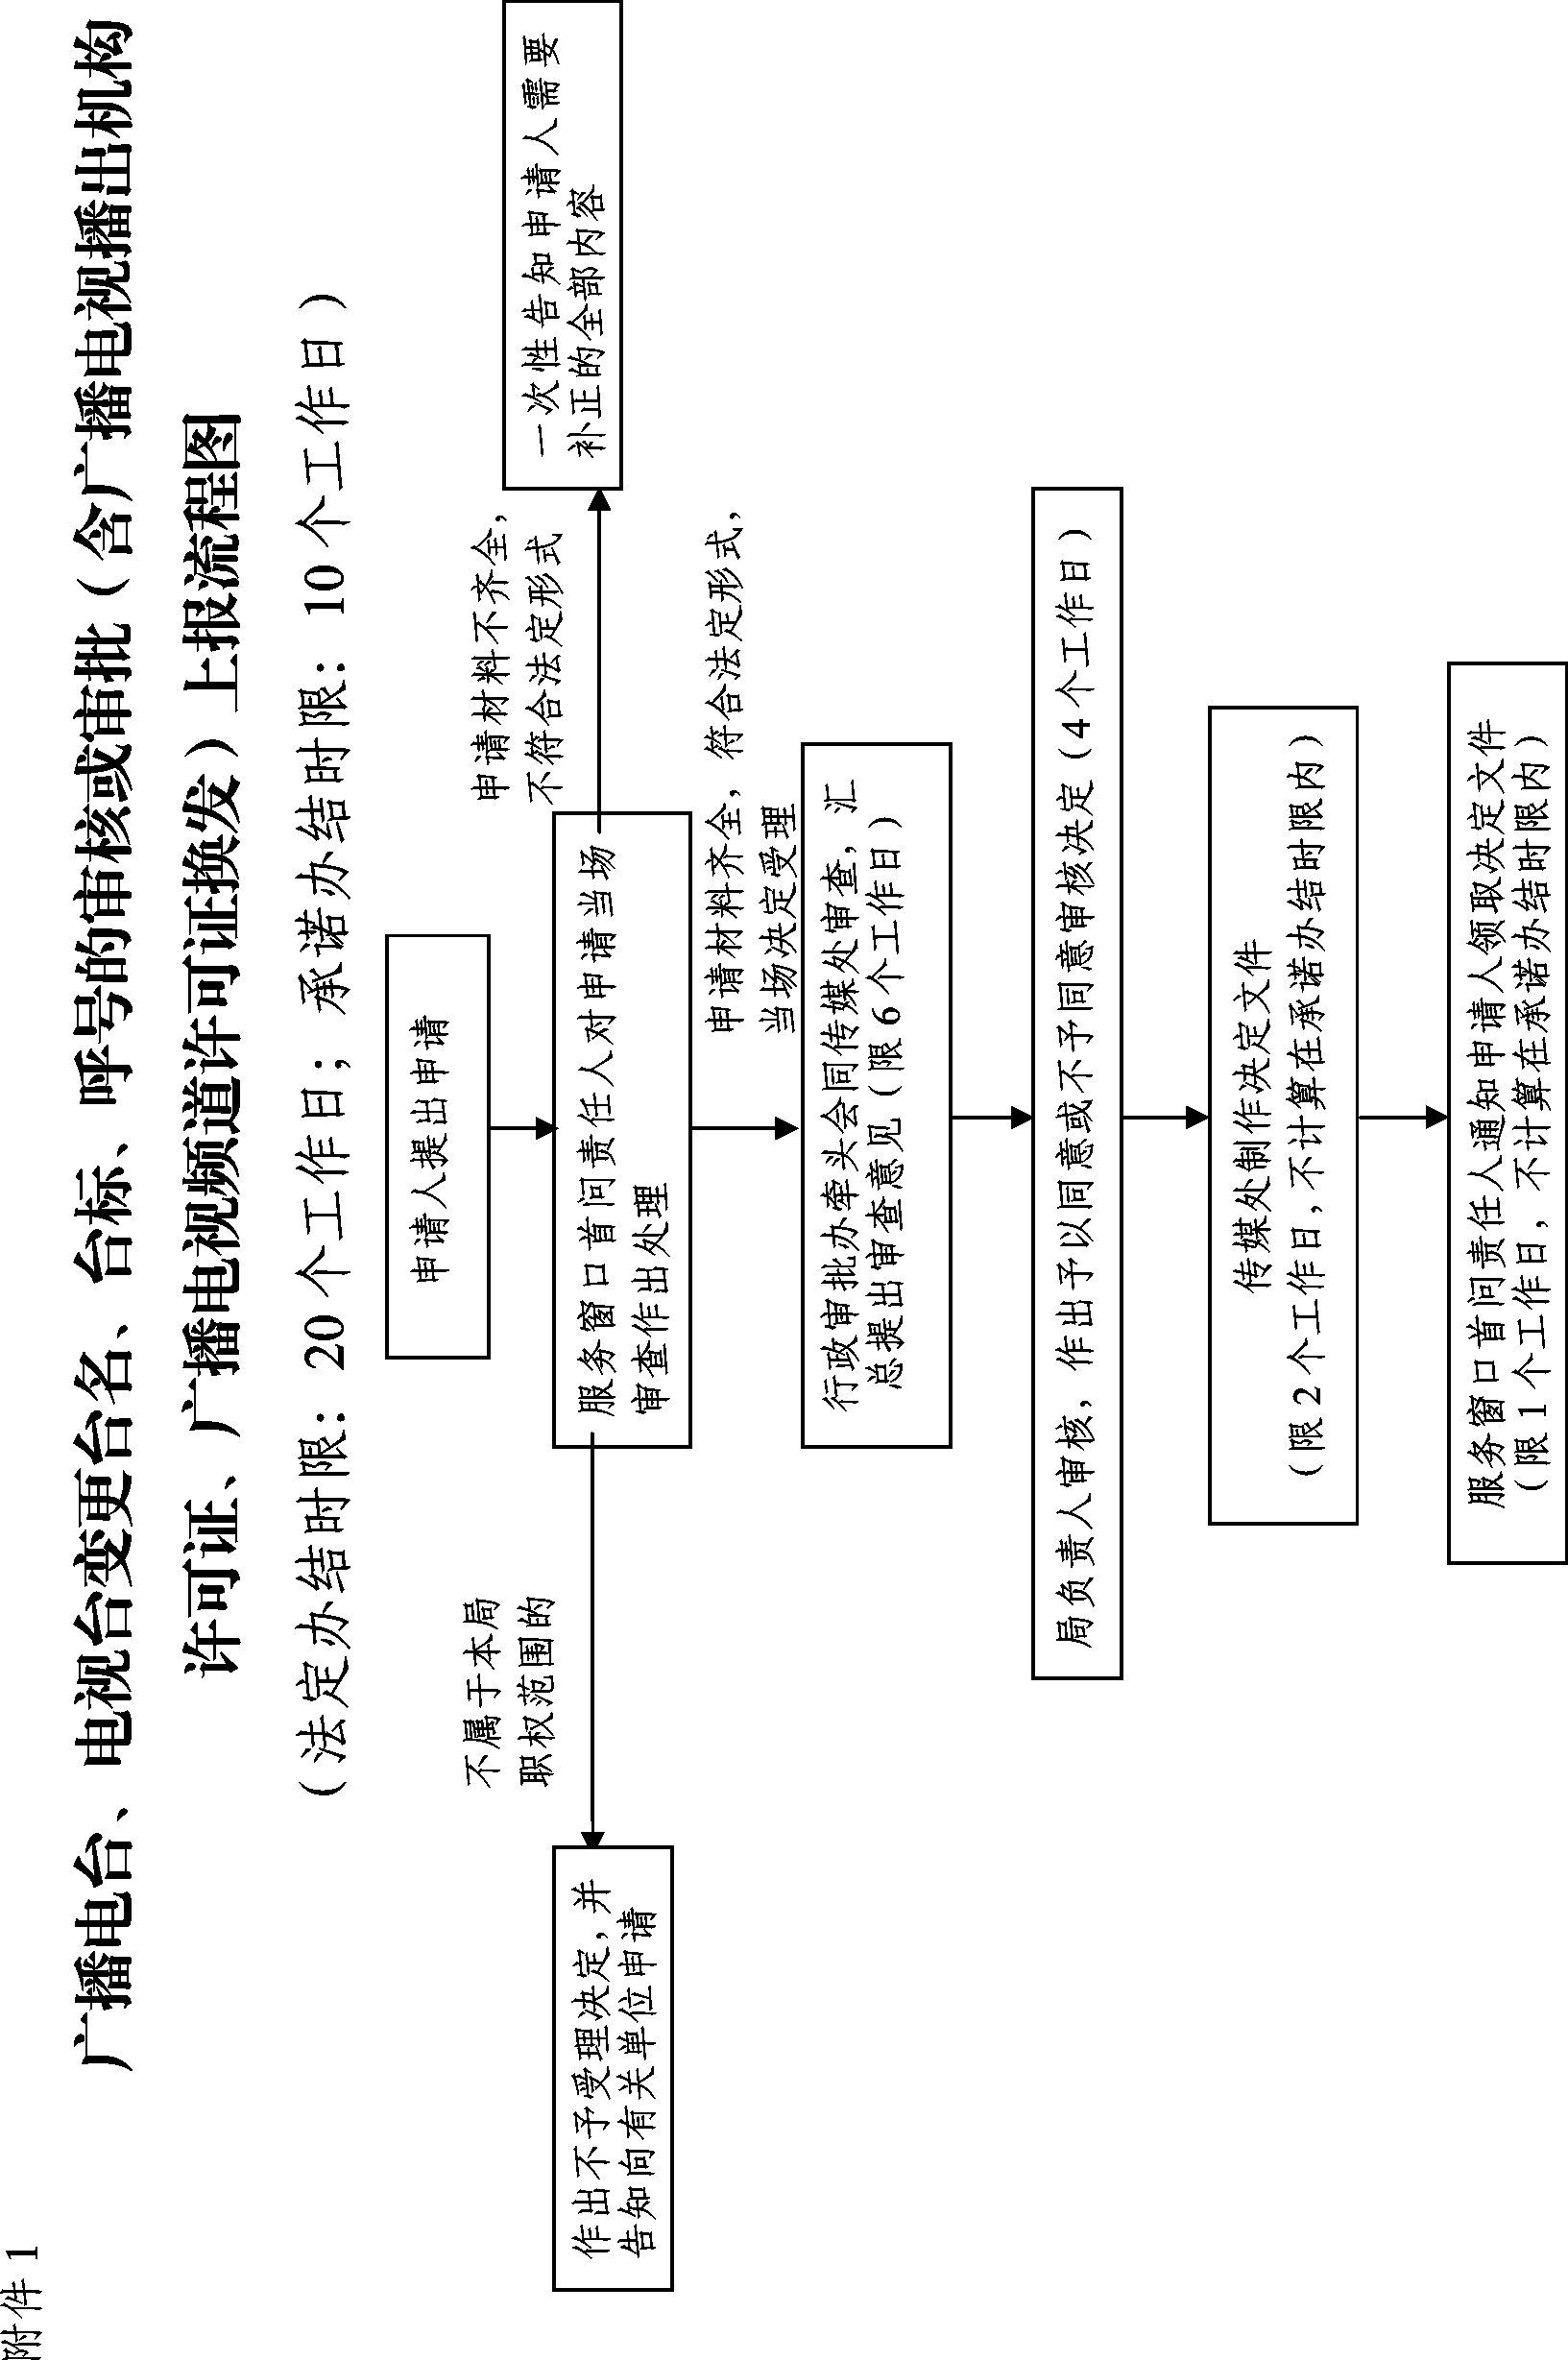 附件1
广播电台、电视台变更台名、台标、呼号的审核或审批（含广播电视播出机构
许可证、广播电视频道许可证换发）上报流程图
（法定办结时限：20个工作日；承诺办结时限：10个工作日）
申请人提出申请
不属于本局
职权范围的
申请材料不齐全，
不符合法定形式
作出不予受理决定，并
告知向有关单位申请
服务窗口首问责任人对申请当场
审查作出处理
一次性告知申请人需要
补正的全部内容
申请材料齐全，符合法定形式，
当场决定受理
行政审批办牵头会同传媒处审查，汇
总提出审查意见（限6个工作日）
局负责人审核，作出予以同意或不予同意审核决定（4个工作日）
传媒处制作决定文件
（限2个工作日，不计算在承诺办结时限内）
服务窗口首问责任人通知申请人领取决定文件
（限1个工作日，不计算在承诺办结时限内）